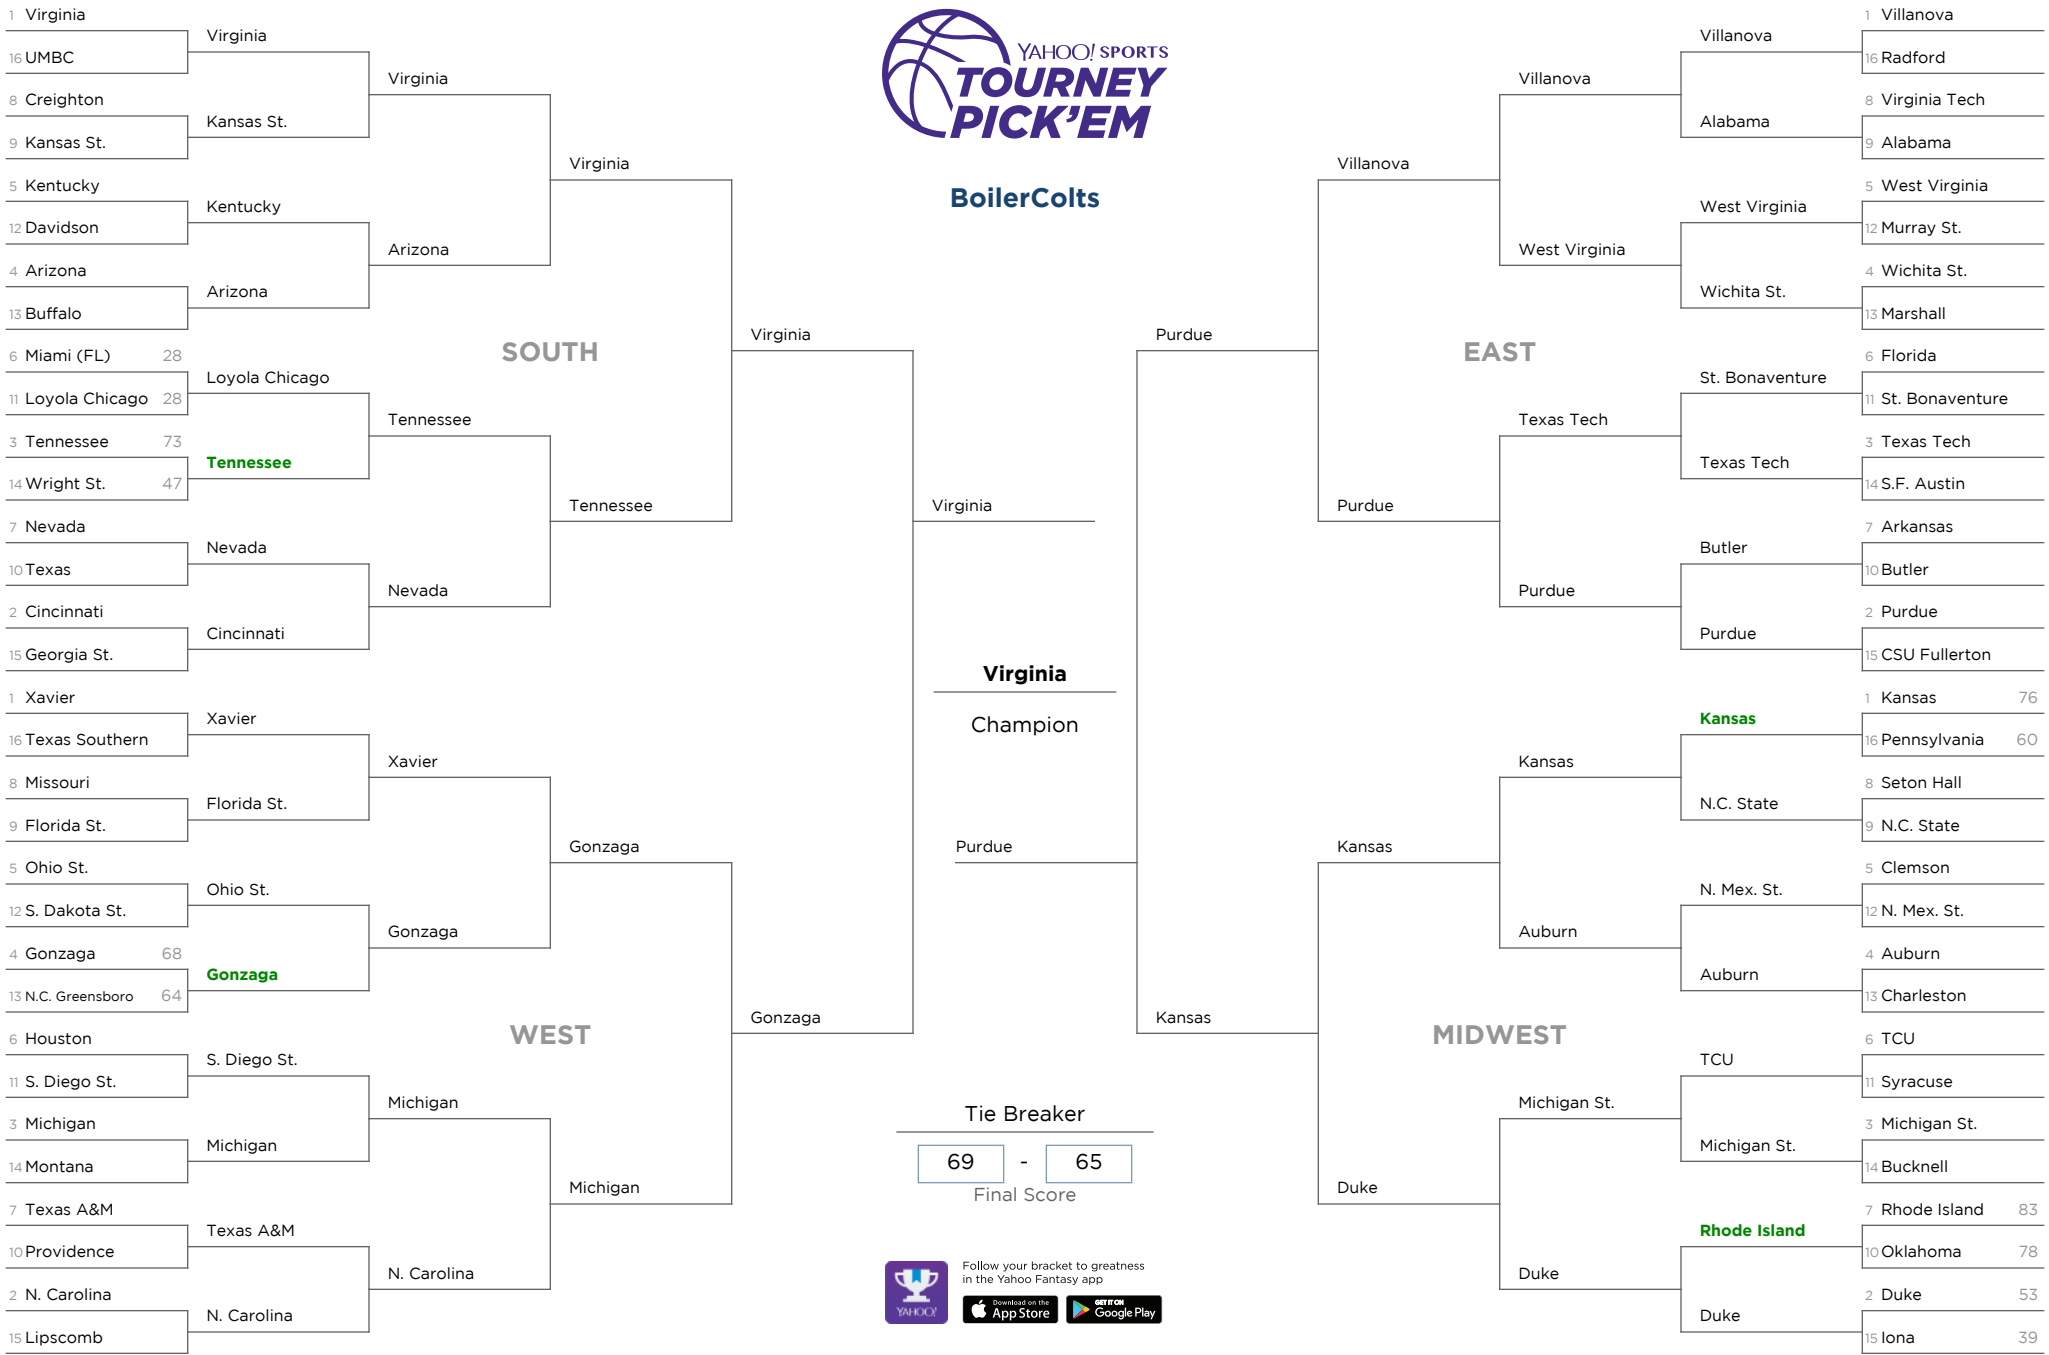 YAHOO! SPORTS
TOURNEY
PICK'EM
BoilerColts
1 Virginia
16 UMBC
8 Creighton
9 Kansas St.
5 Kentucky
12 Davidson
4 Arizona
13 Buffalo
6 Miami (FL) 28
11 Loyola Chicago 28
3 Tennessee 73
14 Wright St. 47
7 Nevada
10 Texas
2 Cincinnati
15 Georgia St.
1 Xavier
16 Texas Southern
8 Missouri
9 Florida St.
5 Ohio St.
12 S. Dakota St.
4 Gonzaga 68
13 N.C. Greensboro 64
6 Houston
11 S. Diego St.
3 Michigan
14 Montana
7 Texas A&M
10 Providence
2 N. Carolina
15 Lipscomb
Virginia
Kansas St.
Kentucky
Arizona
Loyola Chicago
Tennessee
Nevada
Cincinnati
Xavier
Florida St.
Ohio St.
Gonzaga
S. Diego St.
Michigan
Texas A&M
N. Carolina
Virginia
Arizona
Tennessee
Nevada
Xavier
Gonzaga
Michigan
N. Carolina
SOUTH
WEST
Virginia
Tennessee
Gonzaga
Michigan
Virginia
Gonzaga
Virginia
Virginia
Champion
Purdue
Tie Breaker
69 - 65
Final Score
YAHOO!
Follow your bracket to greatness
in the Yahoo Fantasy app
Download on the
App Store
GET IT ON
Google Play
Purdue
Kansas
Villanova
Purdue
Kansas
Duke
EAST
MIDWEST
Villanova
West Virginia
Texas Tech
Purdue
Kansas
Auburn
Michigan St.
Duke
Villanova
Alabama
West Virginia
Wichita St.
St. Bonaventure
Texas Tech
Butler
Purdue
Kansas
N.C. State
N. Mex. St.
Auburn
TCU
Michigan St.
Rhode Island
Duke
1 Villanova
16 Radford
8 Virginia Tech
9 Alabama
5 West Virginia
12 Murray St.
4 Wichita St.
13 Marshall
6 Florida
11 St. Bonaventure
3 Texas Tech
14 S.F. Austin
7 Arkansas
10 Butler
2 Purdue
15 CSU Fullerton
1 Kansas 76
16 Pennsylvania 60
8 Seton Hall
9 N.C. State
5 Clemson
12 N. Mex. St.
4 Auburn
13 Charleston
6 TCU
11 Syracuse
3 Michigan St.
14 Bucknell
7 Rhode Island 83
10 Oklahoma 78
2 Duke 53
15 Iona 39